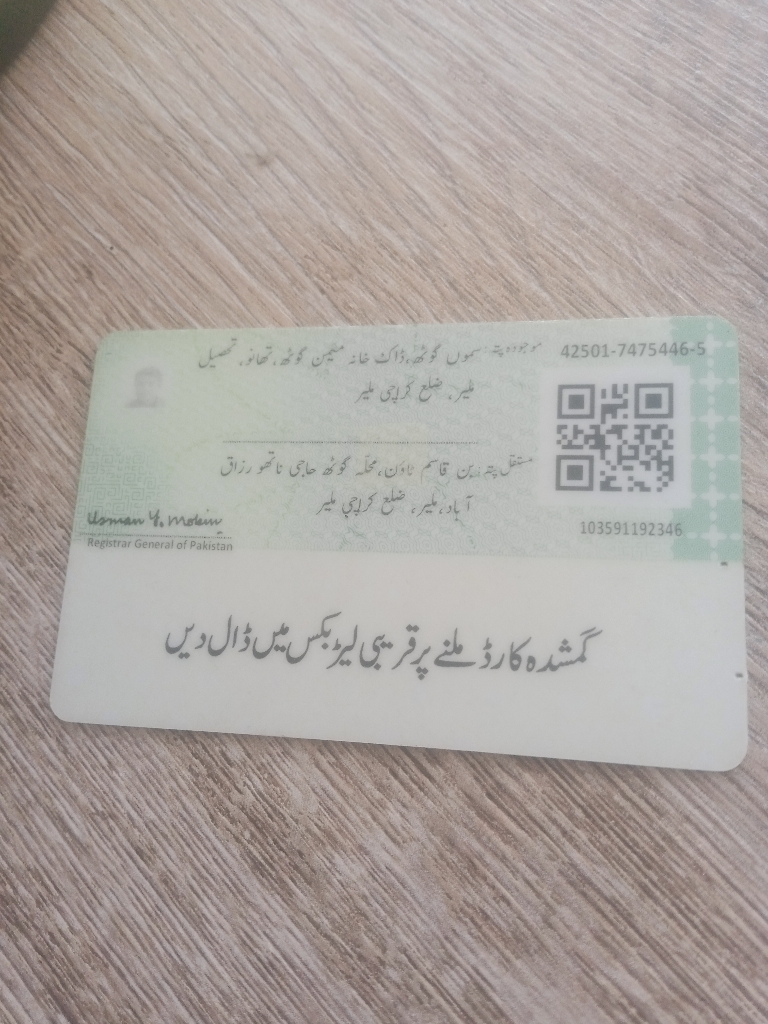 42501-7475446-5
موجودہ پتہ: سموں گوٹھ، ڈاک خانہ میمن گوٹھ، تھانو، تحصیل
ملیر، ضلع کراچی ملیر
مستقل پتہ: بن قاسم ٹاؤن، محلّہ گوٹھ حاجی ناتھو رزاق
آباد، ملیر، ضلع کراچی ملیر
103591192346
Usman Y. Mobin
Registrar General of Pakistan
گمشدہ کارڈ ملنے پر قریبی لیٹر بکس میں ڈال دیں